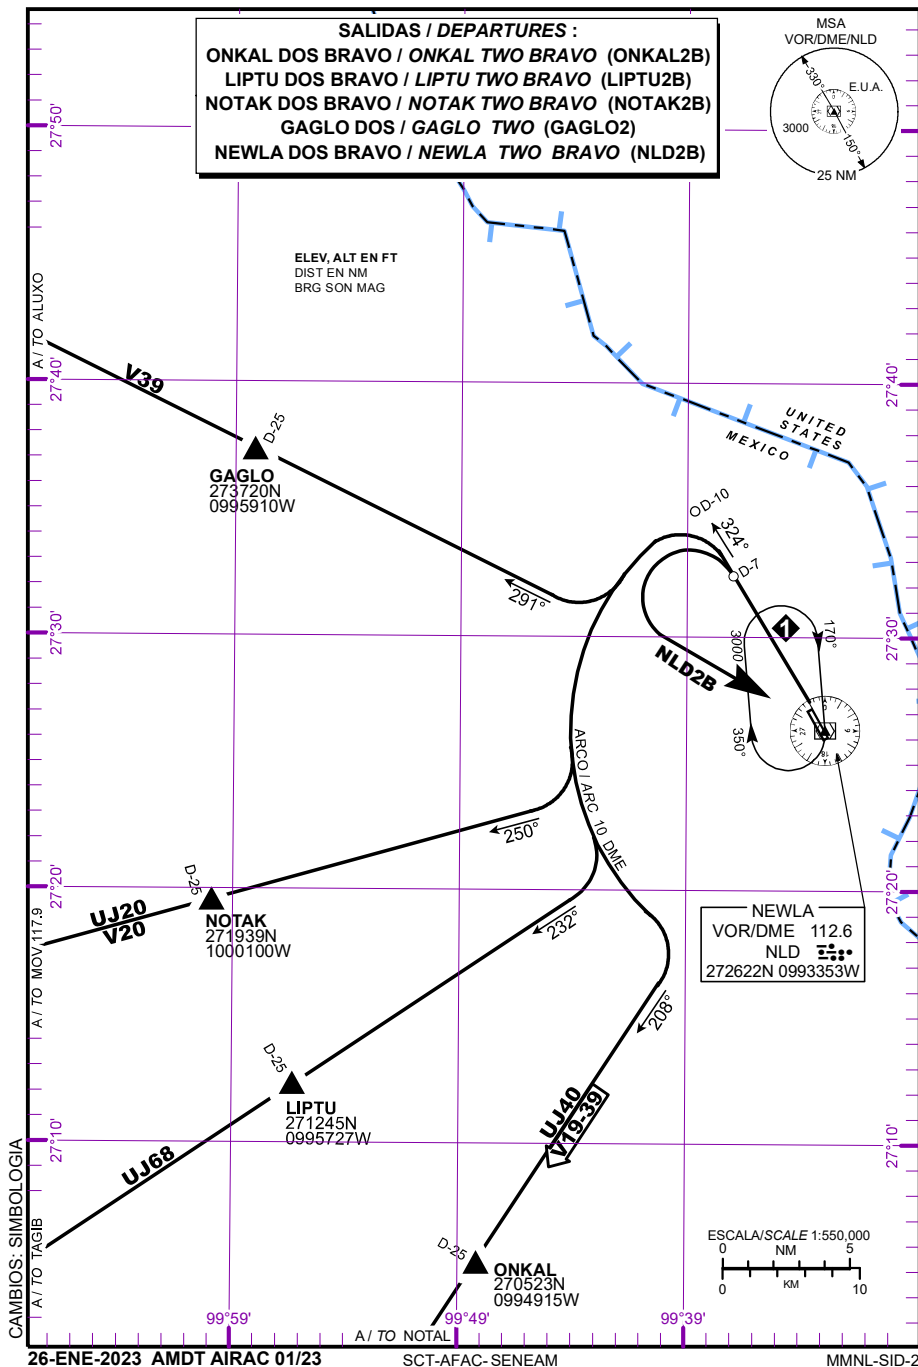 SALIDAS / DEPARTURES :
ONKAL DOS BRAVO / ONKAL TWO BRAVO (ONKAL2B)
LIPTU DOS BRAVO / LIPTU TWO BRAVO (LIPTU2B)
NOTAK DOS BRAVO / NOTAK TWO BRAVO (NOTAK2B)
GAGLO DOS / GAGLO TWO (GAGLO2)
NEWLA DOS BRAVO / NEWLA TWO BRAVO (NLD2B)
MSA
VOR/DME/NLD
330°
E.U.A.
3000
150°
25 NM
27°50'
ELEV, ALT EN FT
DIST EN NM
BRG SON MAG
A / TO ALUXO
27°40'
27°40'
V39
D-25
GAGLO
273720N
0995910W
UNITED
STATES
MEXICO
D-10
324°
D-7
291°
27°30'
27°30'
1
170°
3000
350°
NLD2B
ARCO / ARC 10 DME
250°
D-25
NOTAK
271939N
1000100W
UJ20
V20
27°20'
27°20'
A / TO MOV 117.9
232°
NEWLA
VOR/DME 112.6
NLD
272622N 0993353W
208°
D-25
LIPTU
271245N
0995727W
UJ68
UJ40
V19-39
27°10'
27°10'
A / TO TAGIB
CAMBIOS: SIMBOLOGIA
D-25
ONKAL
270523N
0994915W
ESCALA/SCALE 1:550,000
0 NM 5
0 KM 10
99°59'
99°49'
99°39'
A / TO NOTAL
26-ENE-2023 AMDT AIRAC 01/23
SCT-AFAC-SENEAM
MMNL-SID-2